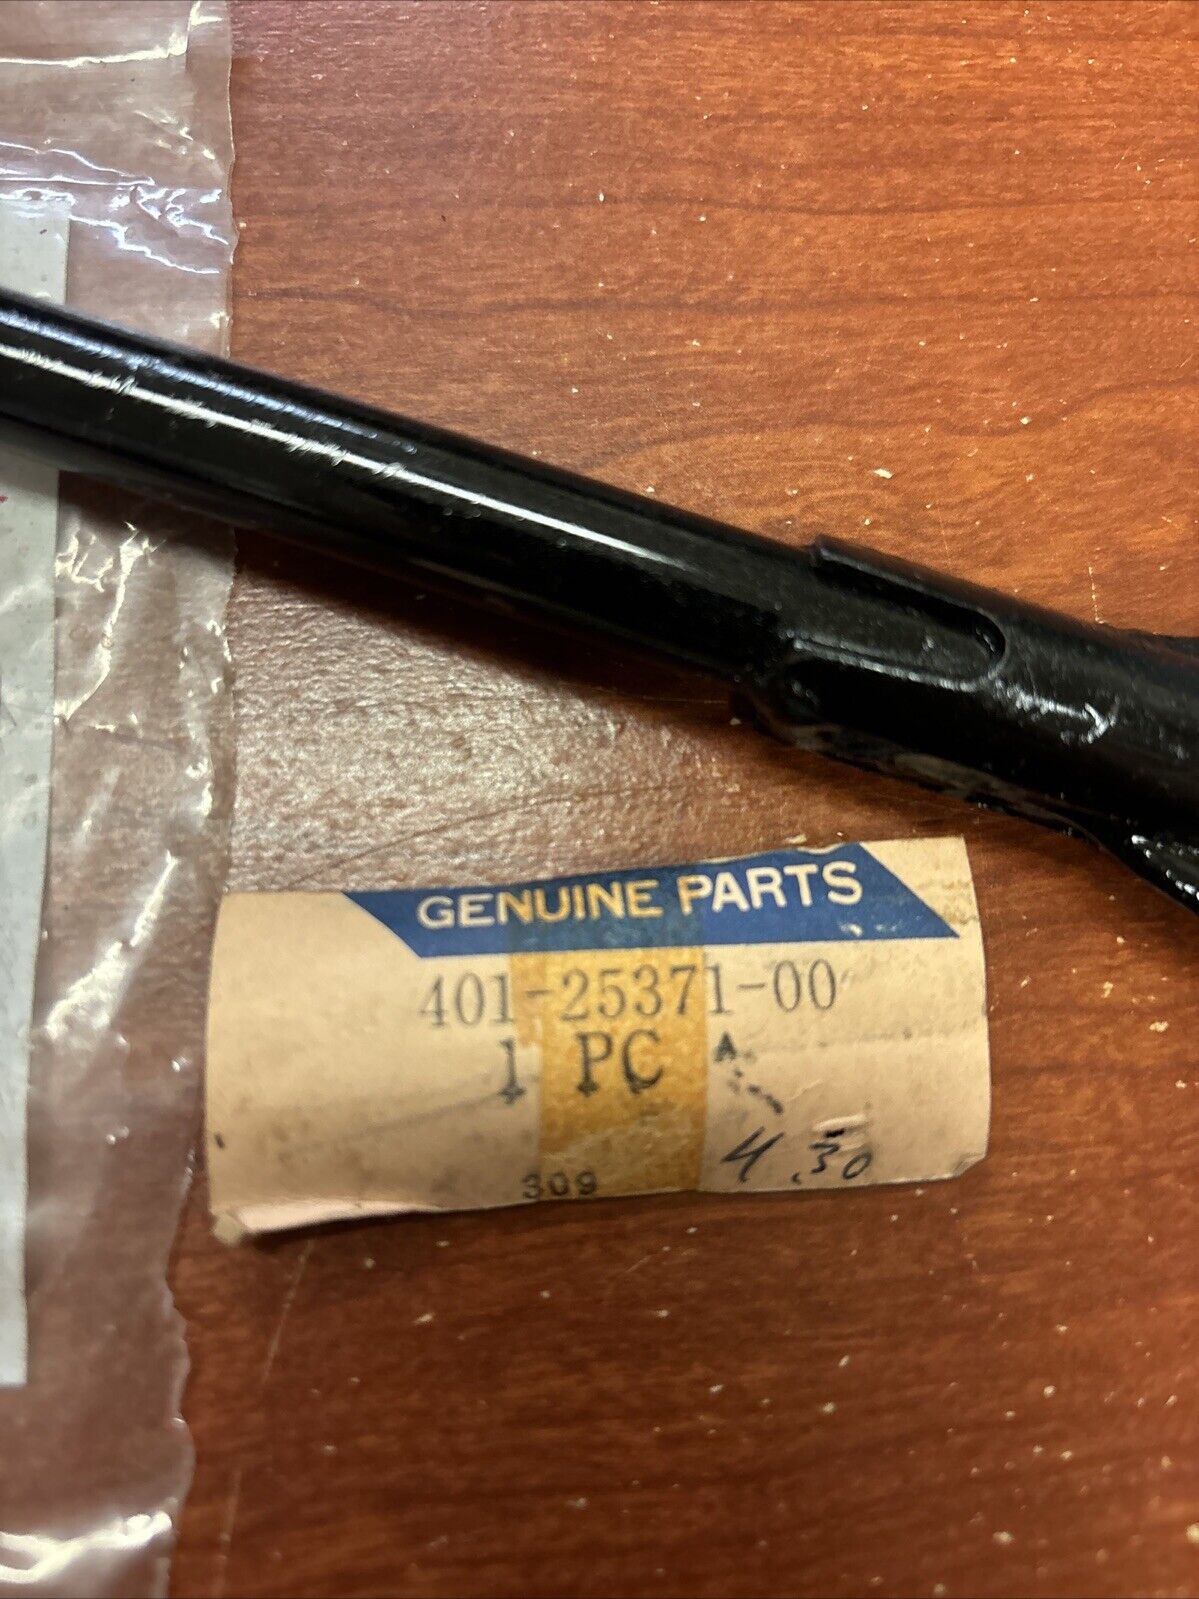 GENUINE PARTS
401-25371-00
1 PC A
4.30
309